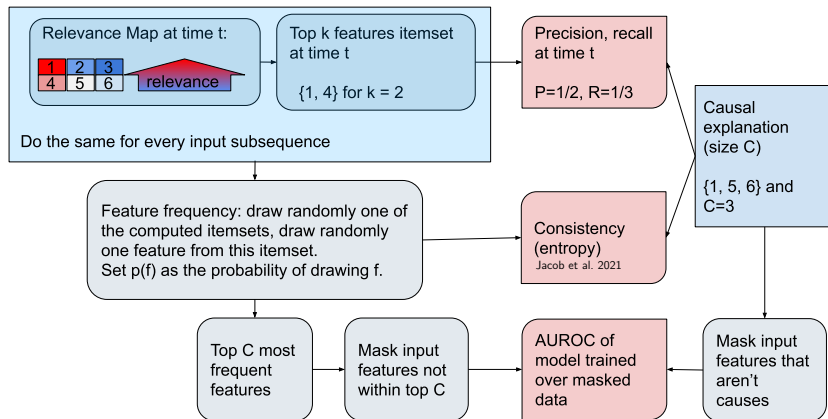 Relevance Map at time t:
1 2 3
4 5 6
relevance
Top k features itemset
at time t
{1, 4} for k = 2
Do the same for every input subsequence
Precision, recall
at time t
P=1/2, R=1/3
Causal
explanation
(size C)
{1, 5, 6} and
C=3
Feature frequency: draw randomly one of
the computed itemsets, draw randomly
one feature from this itemset.
Set p(f) as the probability of drawing f.
Consistency
(entropy)
Jacob et al. 2021
Top C most
frequent
features
Mask input
features not
within top C
AUROC of
model trained
over masked
data
Mask input
features that
aren't
causes